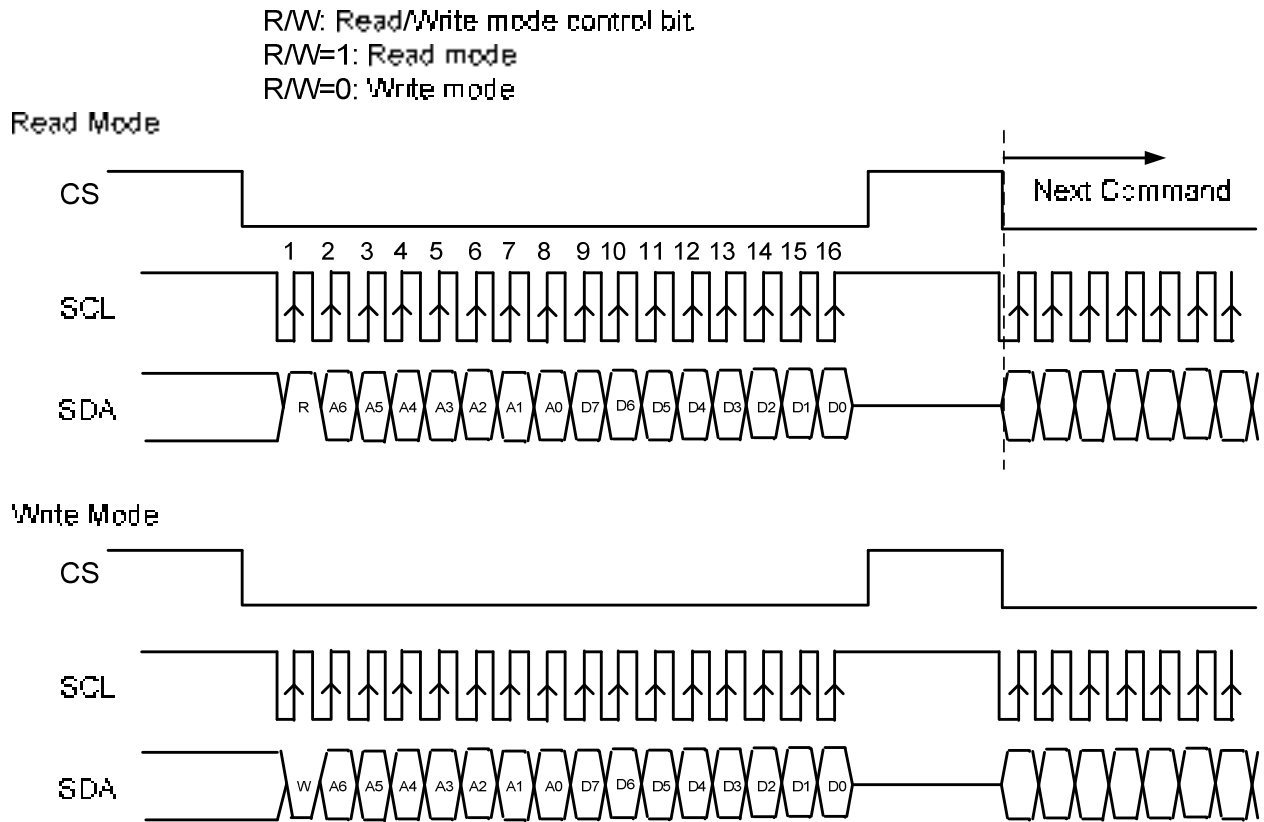 R/W: Read/Write mode control bit
R/W=1: Read mode
R/W=0: Write mode
Read Mode
CS
Next Command
1 2 3 4 5 6 7 8 9 10 11 12 13 14 15 16
SCL
SDA
R A6 A5 A4 A3 A2 A1 A0 D7 D6 D5 D4 D3 D2 D1 D0
Write Mode
CS
SCL
SDA
W A6 A5 A4 A3 A2 A1 A0 D7 D6 D5 D4 D3 D2 D1 D0